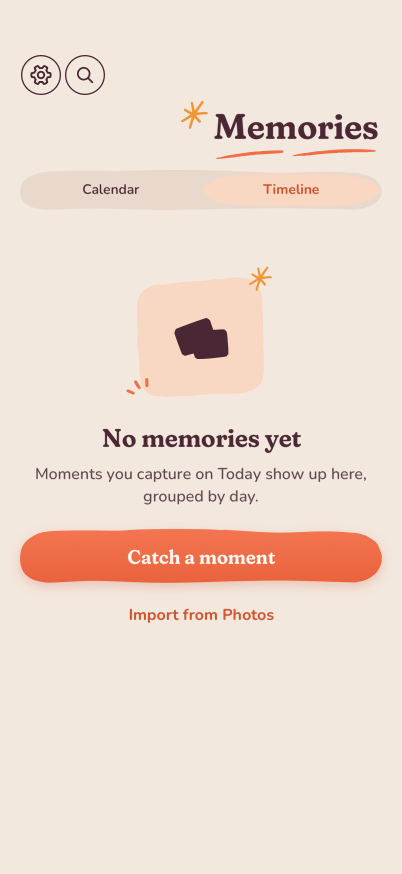 Memories
Calendar
Timeline
No memories yet
Moments you capture on Today show up here,
grouped by day.
Catch a moment
Import from Photos